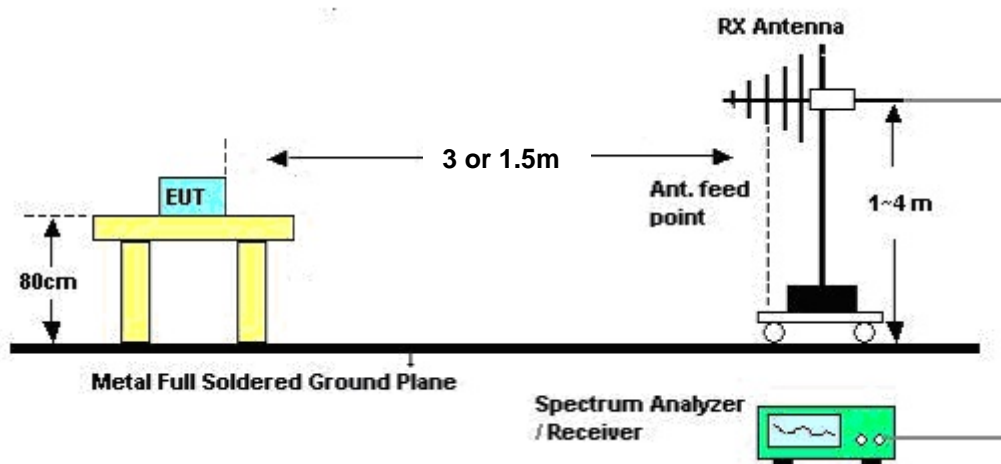 RX Antenna
3 or 1.5m
EUT
Ant. feed
point
1~4 m
80cm
Metal Full Soldered Ground Plane
Spectrum Analyzer
/ Receiver